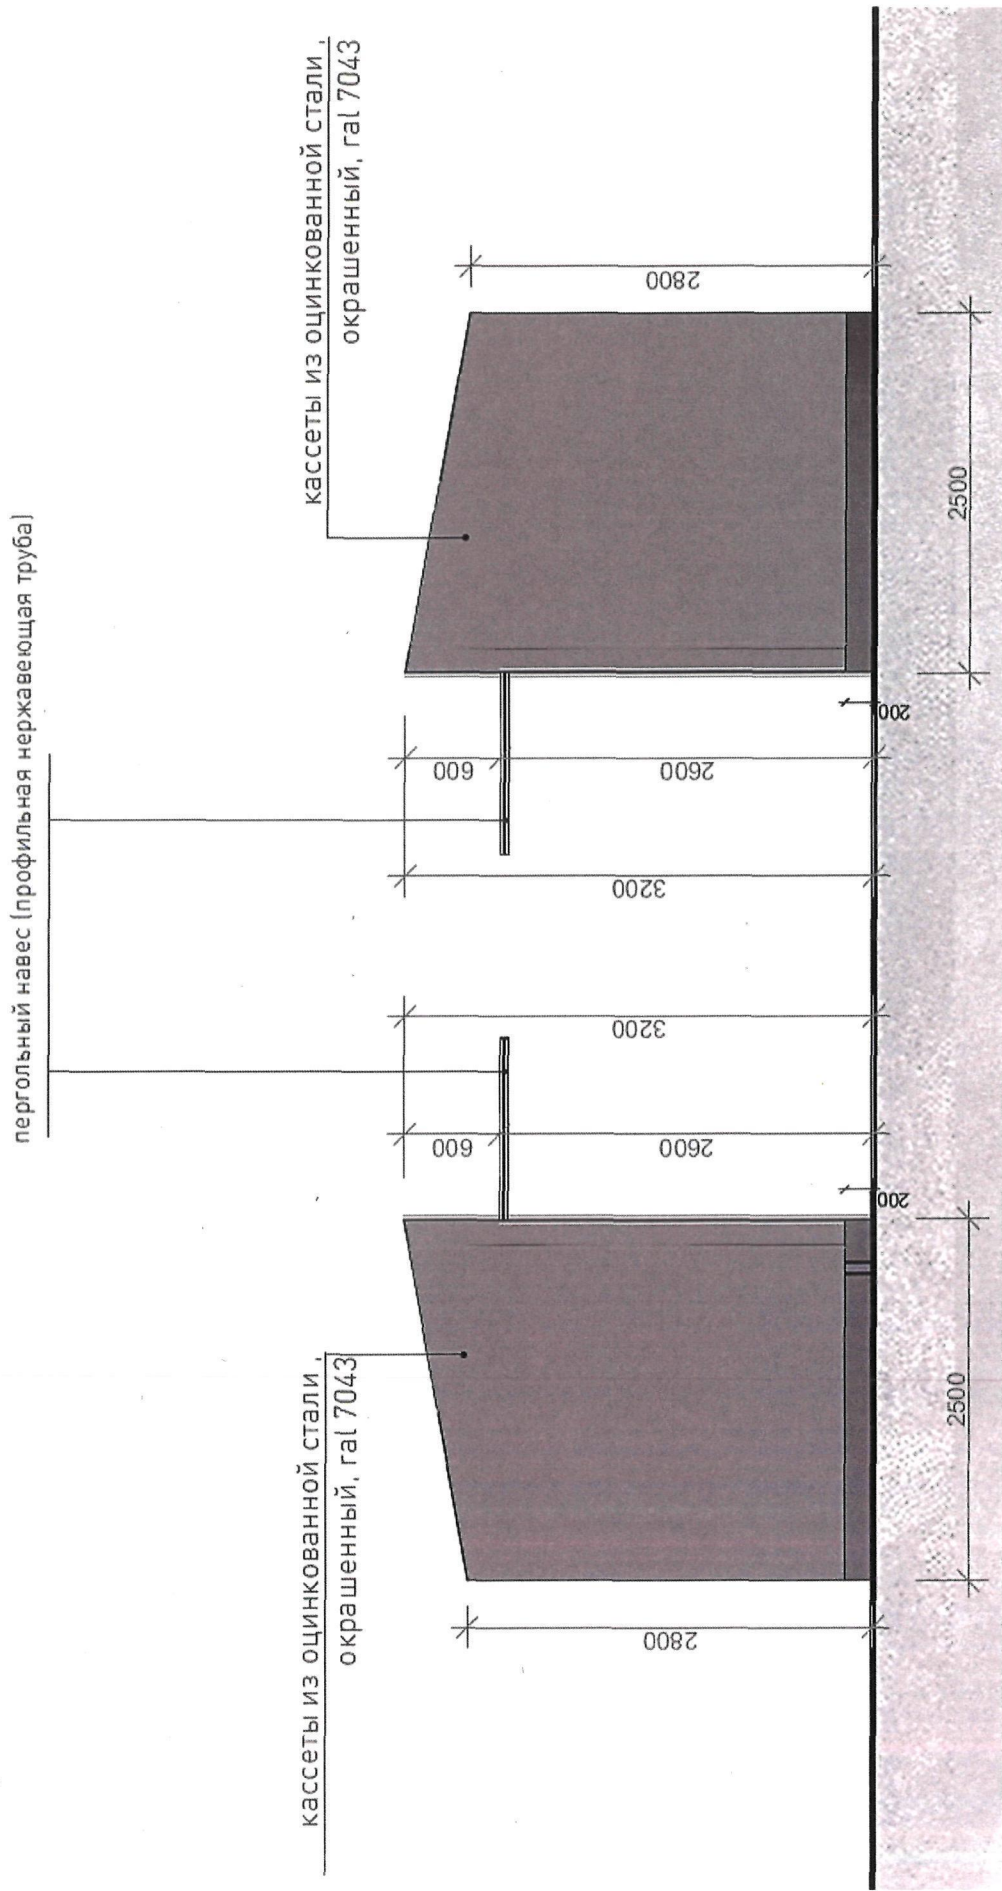 пергольный навес (профильная нержавеющая труба)
кассеты из оцинкованной стали,
окрашенный, ral 7043
кассеты из оцинкованной стали,
окрашенный, ral 7043
2800
600
2600
200
3200
3200
600
2600
200
2800
2500
2500